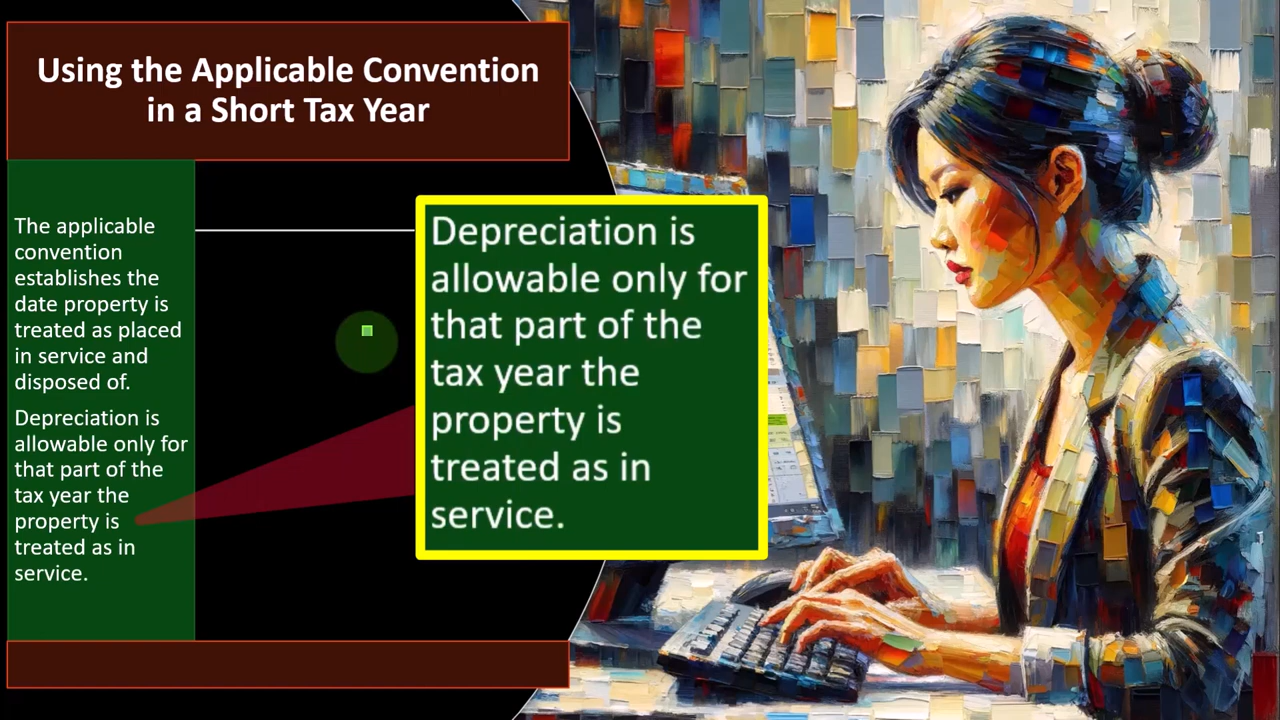 Using the Applicable Convention
in a Short Tax Year
The applicable
convention
establishes the
date property is
treated as placed
in service and
disposed of.
Depreciation is
allowable only for
that part of the
tax year the
property is
treated as in
service.
Depreciation is
allowable only for
that part of the
tax year the
property is
treated as in
service.